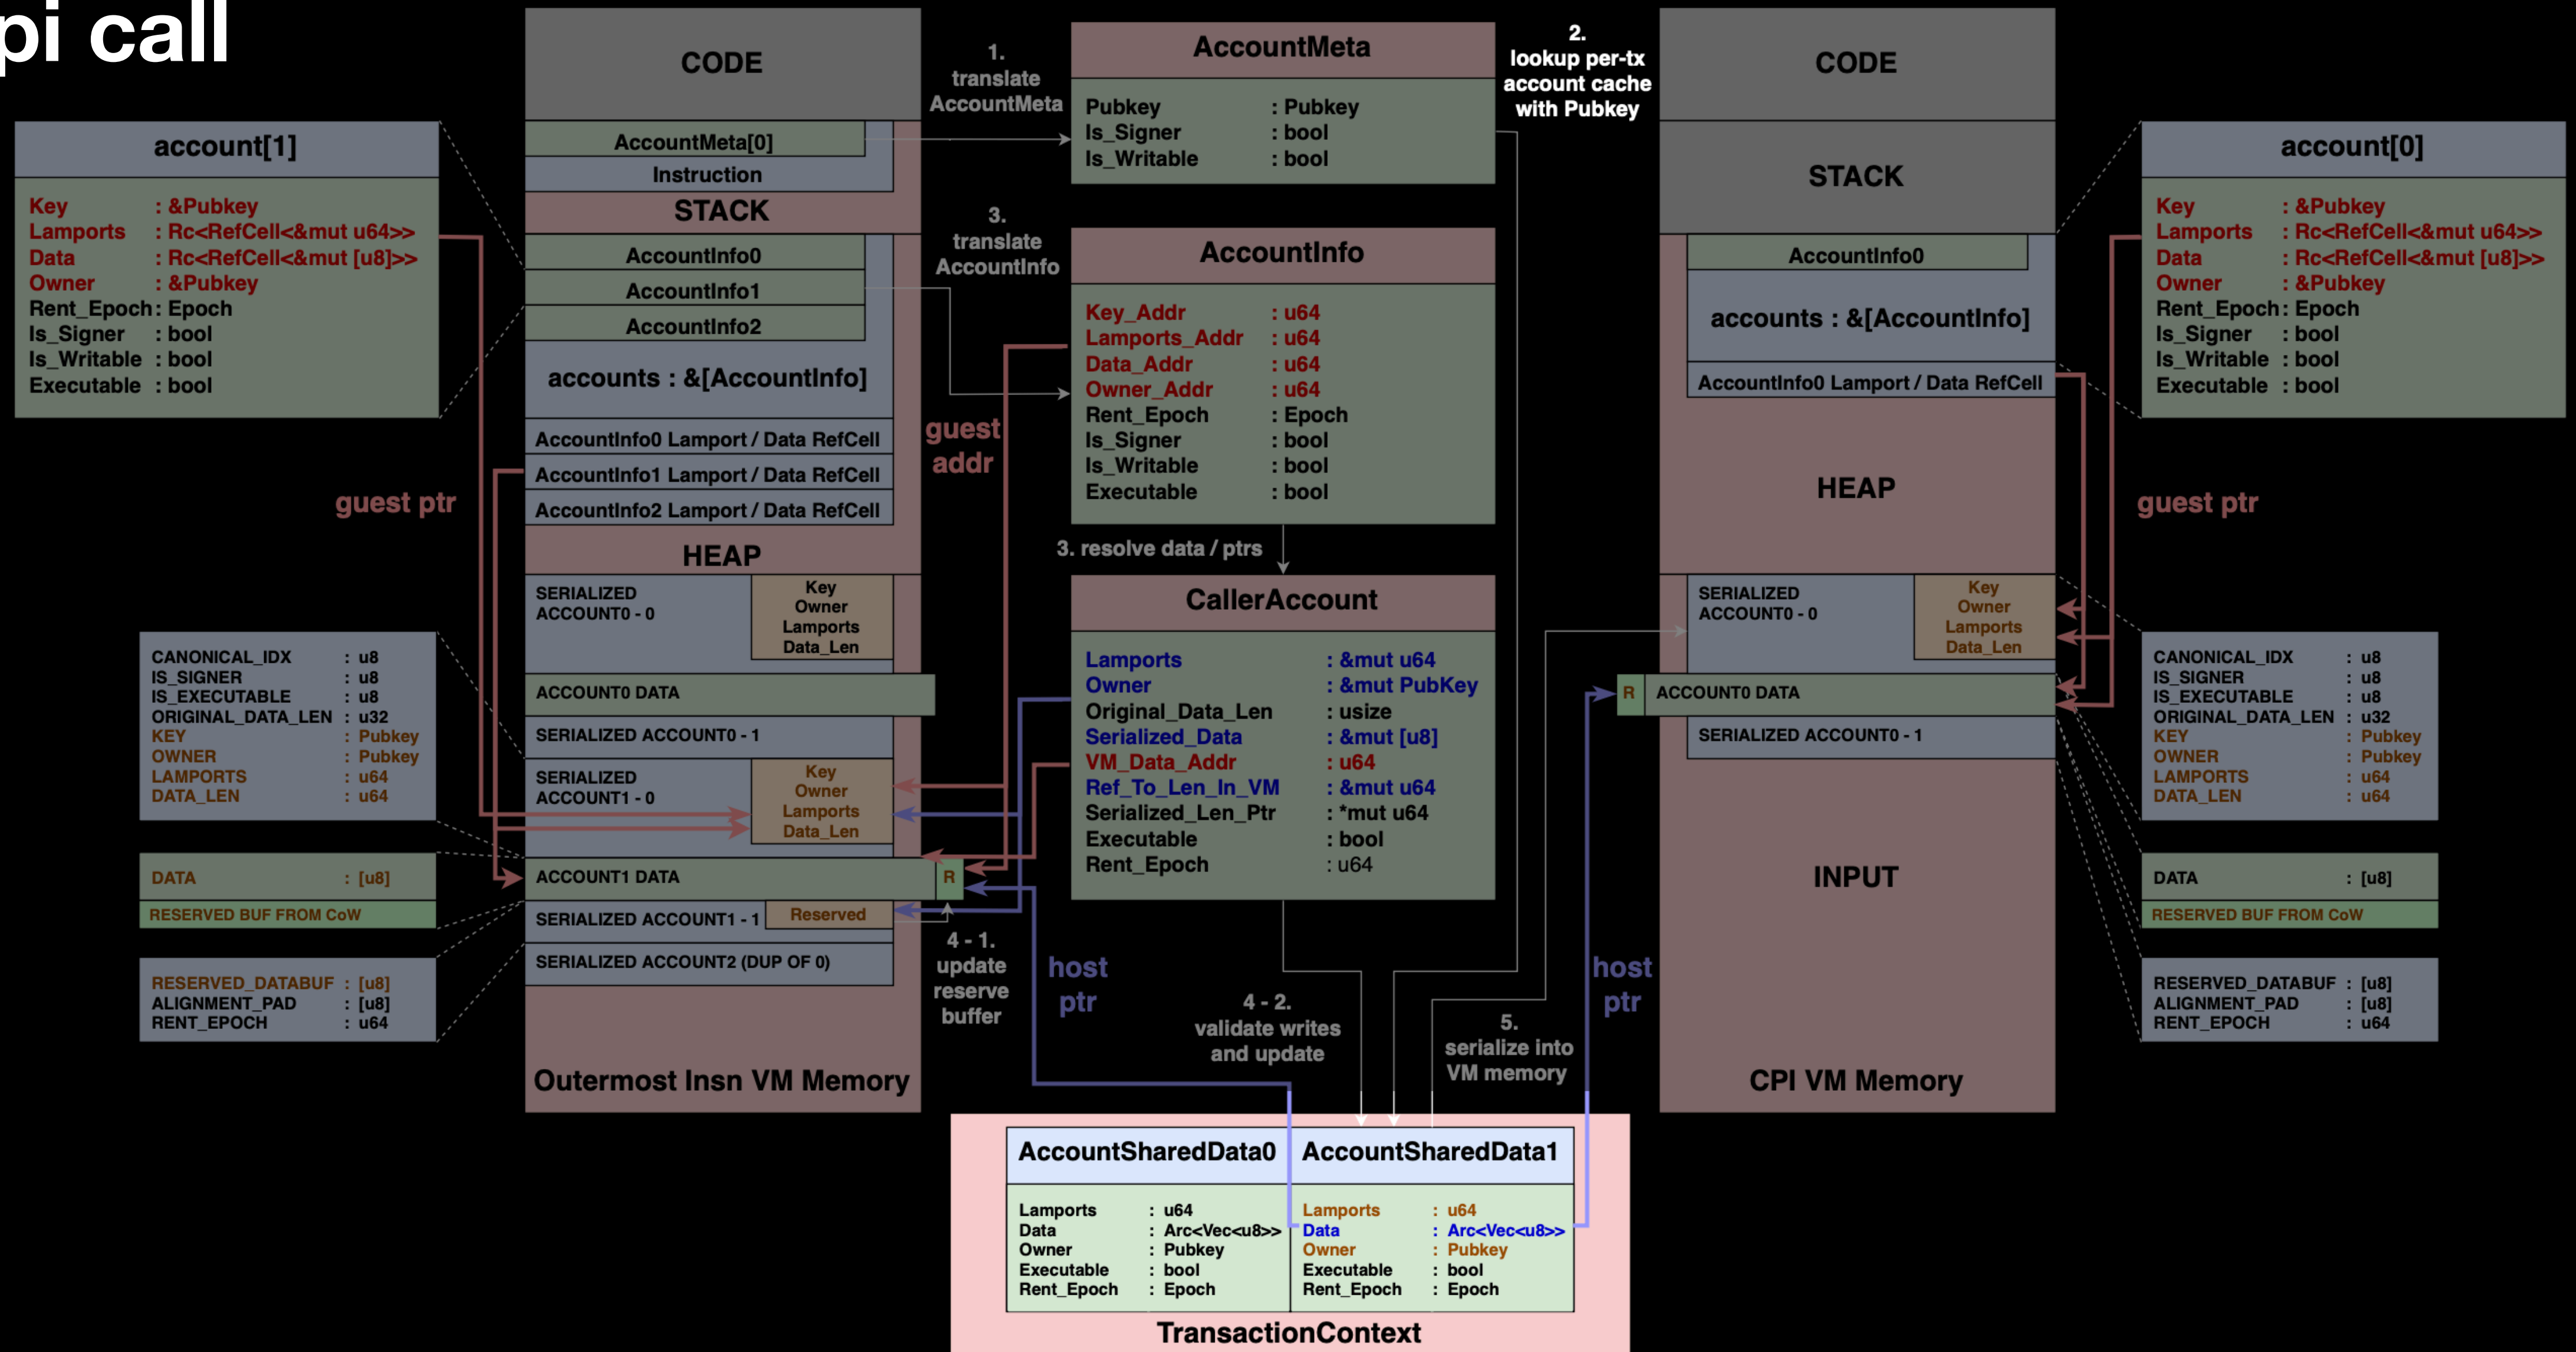 pi call
account[1]
Key : &Pubkey
Lamports : Rc<RefCell<&mut u64>>
Data : Rc<RefCell<&mut [u8]>>
Owner : &Pubkey
Rent_Epoch : Epoch
Is_Signer : bool
Is_Writable : bool
Executable : bool
guest ptr
CANONICAL_IDX : u8
IS_SIGNER : u8
IS_EXECUTABLE : u8
ORIGINAL_DATA_LEN : u32
KEY : Pubkey
OWNER : Pubkey
LAMPORTS : u64
DATA_LEN : u64
DATA : [u8]
RESERVED BUF FROM CoW
RESERVED_DATABUF : [u8]
ALIGNMENT_PAD : [u8]
RENT_EPOCH : u64
CODE
AccountMeta[0]
Instruction
STACK
AccountInfo0
AccountInfo1
AccountInfo2
accounts : &[AccountInfo]
AccountInfo0 Lamport / Data RefCell
AccountInfo1 Lamport / Data RefCell
AccountInfo2 Lamport / Data RefCell
HEAP
SERIALIZED
ACCOUNT0 - 0
Key
Owner
Lamports
Data_Len
ACCOUNT0 DATA
SERIALIZED ACCOUNT0 - 1
SERIALIZED
ACCOUNT1 - 0
Key
Owner
Lamports
Data_Len
ACCOUNT1 DATA
R
SERIALIZED ACCOUNT1 - 1
Reserved
SERIALIZED ACCOUNT2 (DUP OF 0)
Outermost Insn VM Memory
1.
translate
AccountMeta
3.
translate
AccountInfo
guest
addr
4 - 1.
update
reserve
buffer
host
ptr
AccountMeta
Pubkey : Pubkey
Is_Signer : bool
Is_Writable : bool
AccountInfo
Key_Addr : u64
Lamports_Addr : u64
Data_Addr : u64
Owner_Addr : u64
Rent_Epoch : Epoch
Is_Signer : bool
Is_Writable : bool
Executable : bool
3. resolve data / ptrs
CallerAccount
Lamports : &mut u64
Owner : &mut PubKey
Original_Data_Len : usize
Serialized_Data : &mut [u8]
VM_Data_Addr : u64
Ref_To_Len_In_VM : &mut u64
Serialized_Len_Ptr : *mut u64
Executable : bool
Rent_Epoch : u64
4 - 2.
validate writes
and update
5.
serialize into
VM memory
2.
lookup per-tx
account cache
with Pubkey
host
ptr
AccountSharedData0
Lamports : u64
Data : Arc<Vec<u8>>
Owner : Pubkey
Executable : bool
Rent_Epoch : Epoch
AccountSharedData1
Lamports : u64
Data : Arc<Vec<u8>>
Owner : Pubkey
Executable : bool
Rent_Epoch : Epoch
TransactionContext
CODE
STACK
AccountInfo0
accounts : &[AccountInfo]
AccountInfo0 Lamport / Data RefCell
HEAP
SERIALIZED
ACCOUNT0 - 0
Key
Owner
Lamports
Data_Len
R
ACCOUNT0 DATA
SERIALIZED ACCOUNT0 - 1
INPUT
CPI VM Memory
account[0]
Key : &Pubkey
Lamports : Rc<RefCell<&mut u64>>
Data : Rc<RefCell<&mut [u8]>>
Owner : &Pubkey
Rent_Epoch : Epoch
Is_Signer : bool
Is_Writable : bool
Executable : bool
guest ptr
CANONICAL_IDX : u8
IS_SIGNER : u8
IS_EXECUTABLE : u8
ORIGINAL_DATA_LEN : u32
KEY : Pubkey
OWNER : Pubkey
LAMPORTS : u64
DATA_LEN : u64
DATA : [u8]
RESERVED BUF FROM CoW
RESERVED_DATABUF : [u8]
ALIGNMENT_PAD : [u8]
RENT_EPOCH : u64